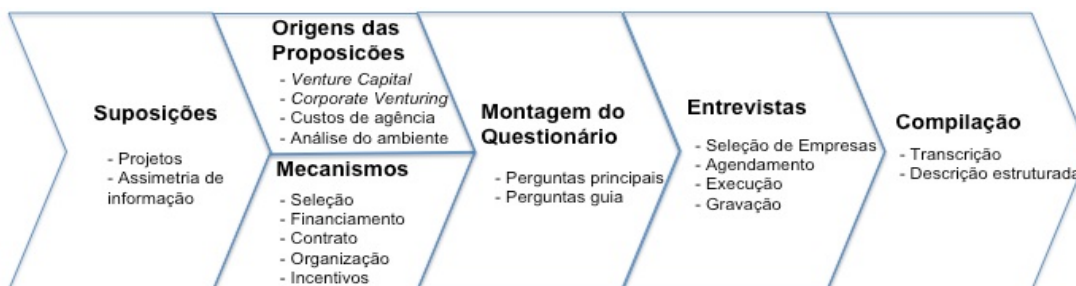 Suposições
- Projetos
- Assimetria de
informação
Origens das
Proposicões
- Venture Capital
- Corporate Venturing
- Custos de agência
- Análise do ambiente
Mecanismos
- Seleção
- Financiamento
- Contrato
- Organização
- Incentivos
Montagem do
Questionário
- Perguntas principais
- Perguntas guia
Entrevistas
- Seleção de Empresas
- Agendamento
- Execução
- Gravação
Compilação
- Transcrição
- Descrição estruturada